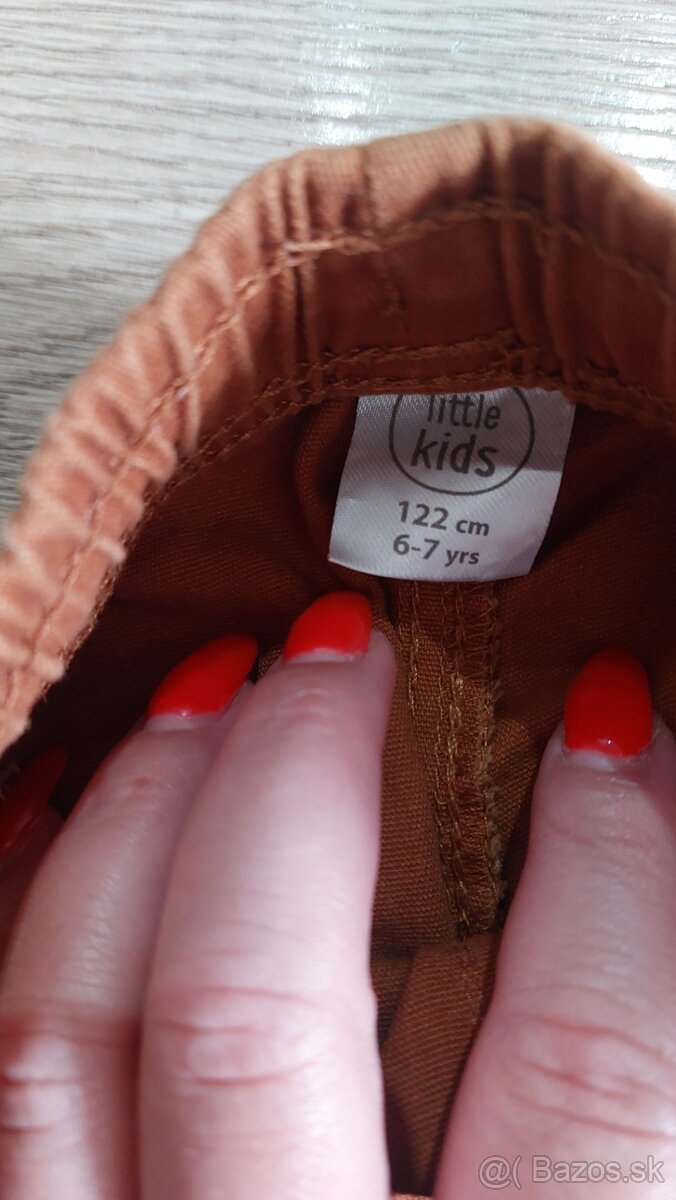 little
kids
122 cm
6-7 yrs
@( Bazos.sk